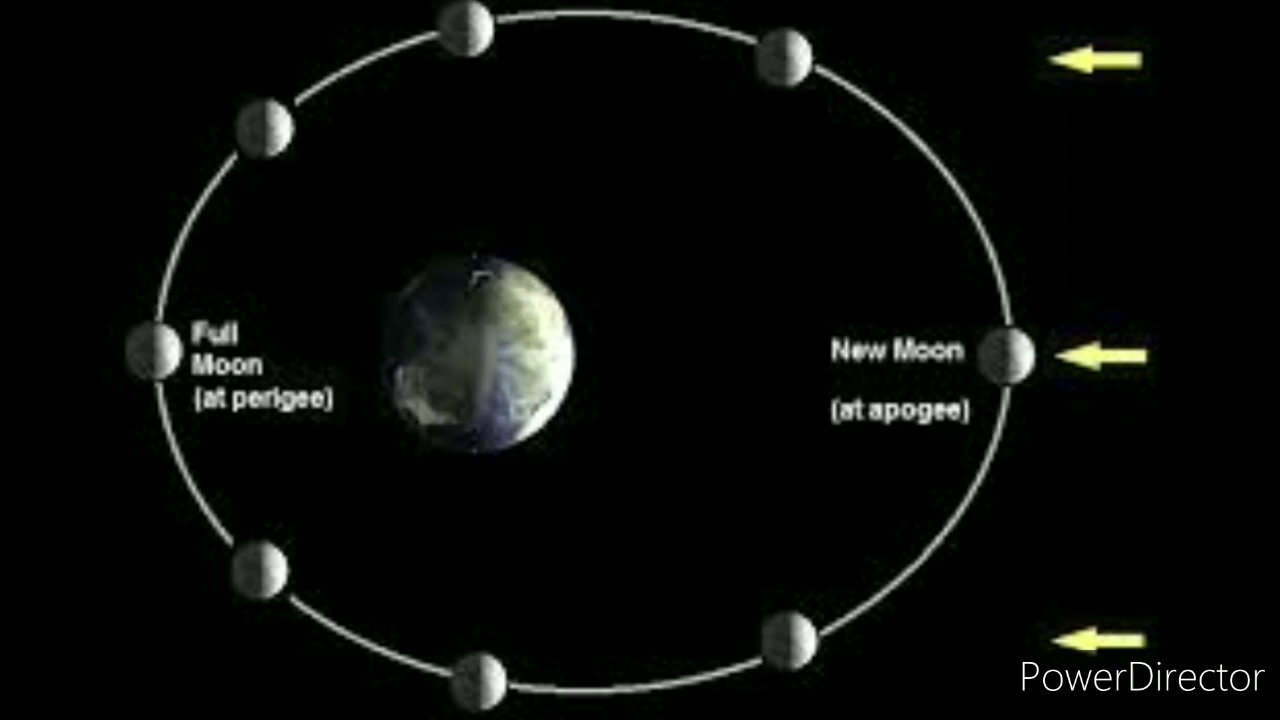 Full
Moon
(at perigee)
New Moon
(at apogee)
PowerDirector